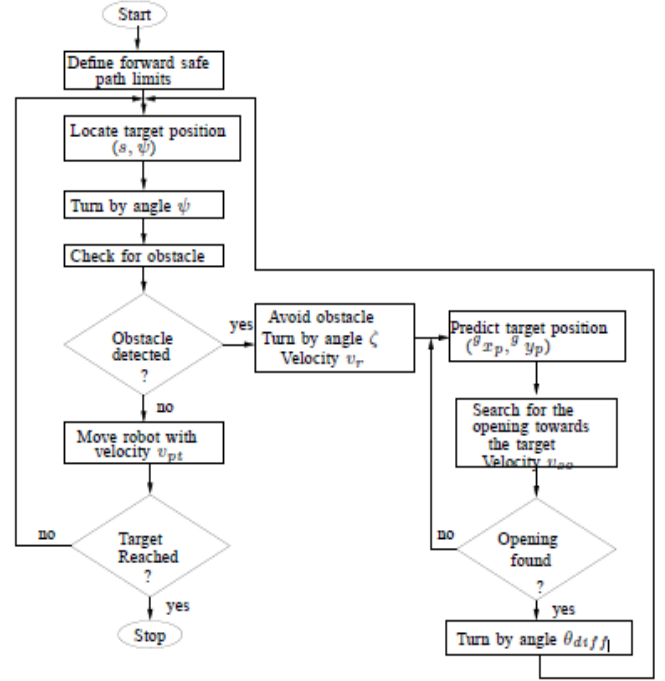 Start
Define forward safe
path limits
Locate target position
(s, ψ)
Turn by angle ψ
Check for obstacle
Obstacle
detected
?
yes
no
Avoid obstacle
Turn by angle ζ
Velocity v_r
Predict target position
(^g x_p, ^g y_p)
Search for the
opening towards
the target
Velocity
Move robot with
velocity v_pt
Target
Reached
?
no
yes
Stop
Opening
found
?
no
yes
Turn by angle θ_diff